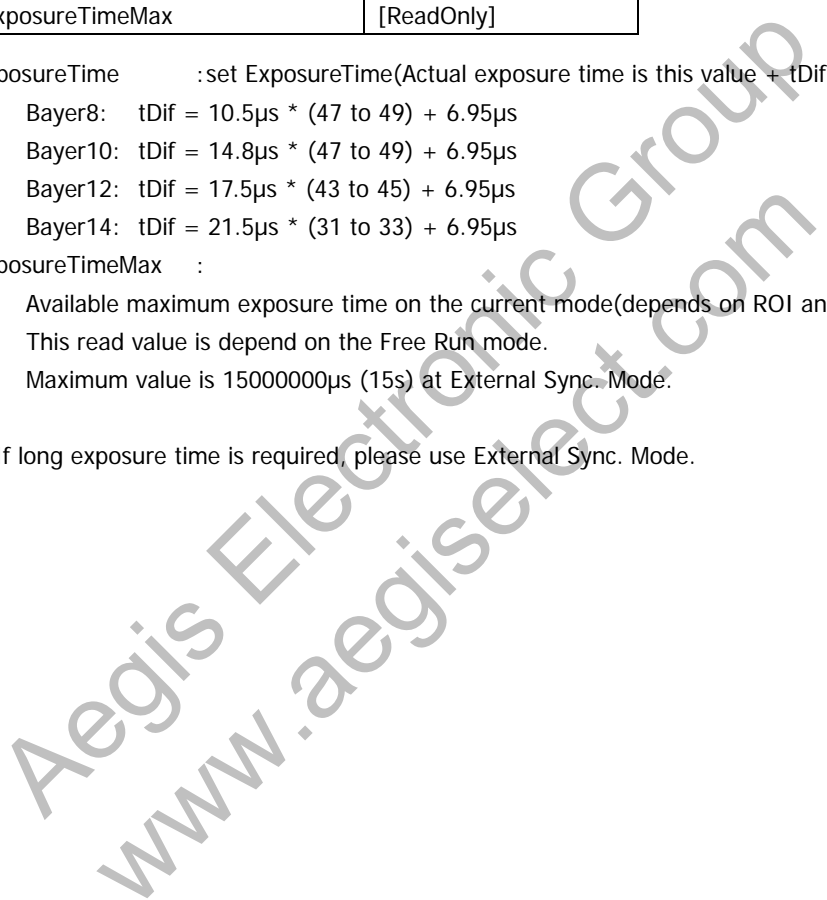 xposureTimeMax [ReadOnly]
posureTime :set ExposureTime(Actual exposure time is this value + tDif
Bayer8: tDif = 10.5µs * (47 to 49) + 6.95µs
Bayer10: tDif = 14.8µs * (47 to 49) + 6.95µs
Bayer12: tDif = 17.5µs * (43 to 45) + 6.95µs
Bayer14: tDif = 21.5µs * (31 to 33) + 6.95µs
posureTimeMax :
Available maximum exposure time on the current mode(depends on ROI an
This read value is depend on the Free Run mode.
Maximum value is 15000000µs (15s) at External Sync. Mode.
f long exposure time is required, please use External Sync. Mode.
Aegis Electronic Group
www.aegiselect.com